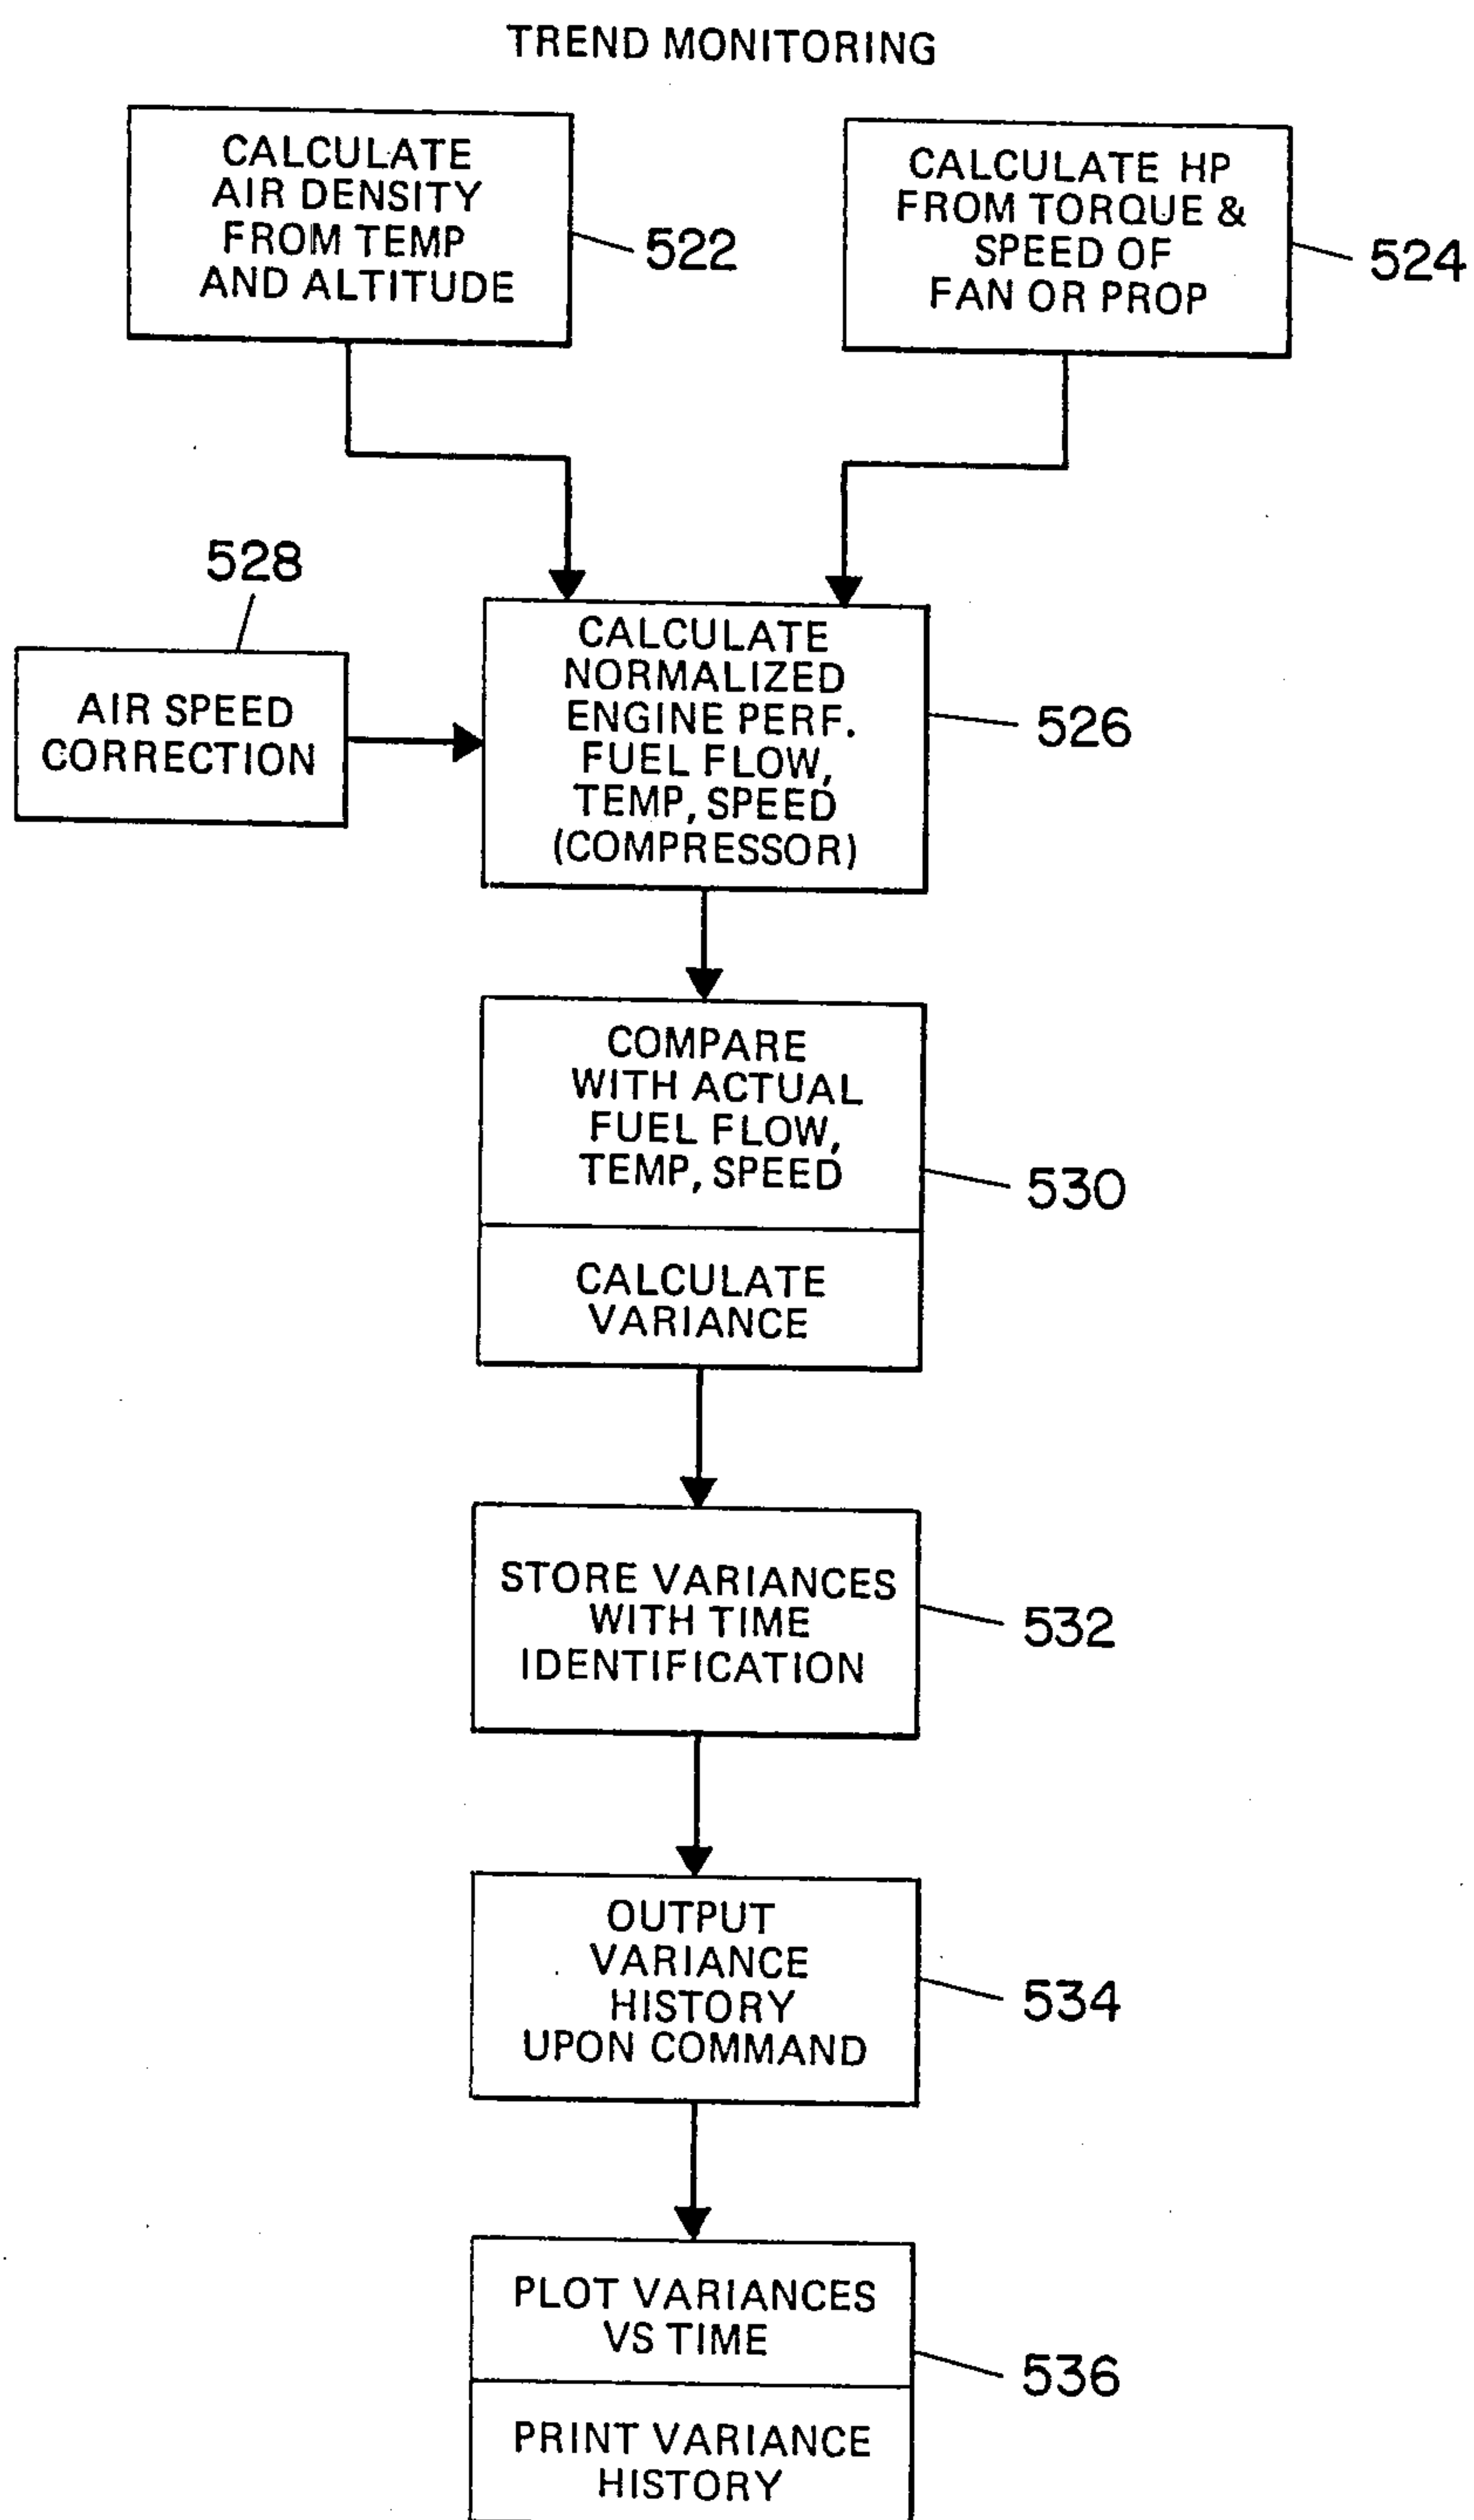 TREND MONITORING
CALCULATE
AIR DENSITY
FROM TEMP
AND ALTITUDE
522
CALCULATE HP
FROM TORQUE &
SPEED OF
FAN OR PROP
524
528
AIR SPEED
CORRECTION
CALCULATE
NORMALIZED
ENGINE PERF.
FUEL FLOW,
TEMP, SPEED
(COMPRESSOR)
526
COMPARE
WITH ACTUAL
FUEL FLOW,
TEMP, SPEED
530
CALCULATE
VARIANCE
STORE VARIANCES
WITH TIME
IDENTIFICATION
532
OUTPUT
VARIANCE
HISTORY
UPON COMMAND
534
PLOT VARIANCES
VS TIME
536
PRINT VARIANCE
HISTORY